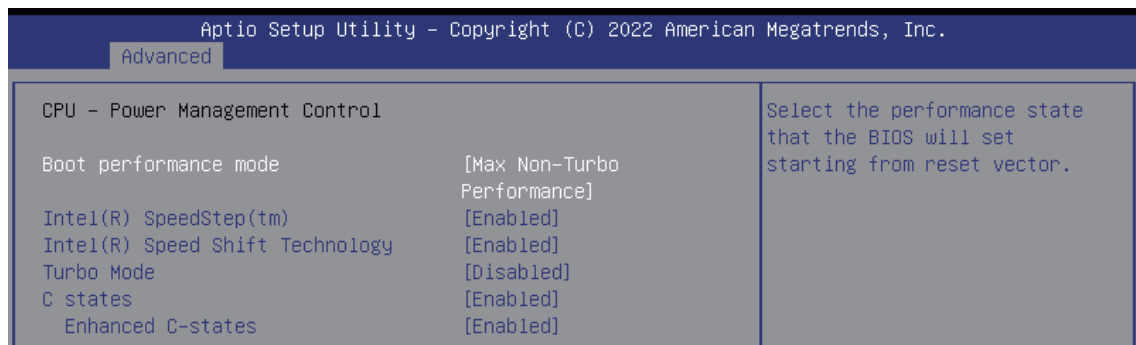 Aptio Setup Utility – Copyright (C) 2022 American Megatrends, Inc.
Advanced
CPU – Power Management Control
Boot performance mode [Max Non-Turbo
Performance]
Intel(R) SpeedStep(tm) [Enabled]
Intel(R) Speed Shift Technology [Enabled]
Turbo Mode [Disabled]
C states [Enabled]
Enhanced C-states [Enabled]
Select the performance state
that the BIOS will set
starting from reset vector.